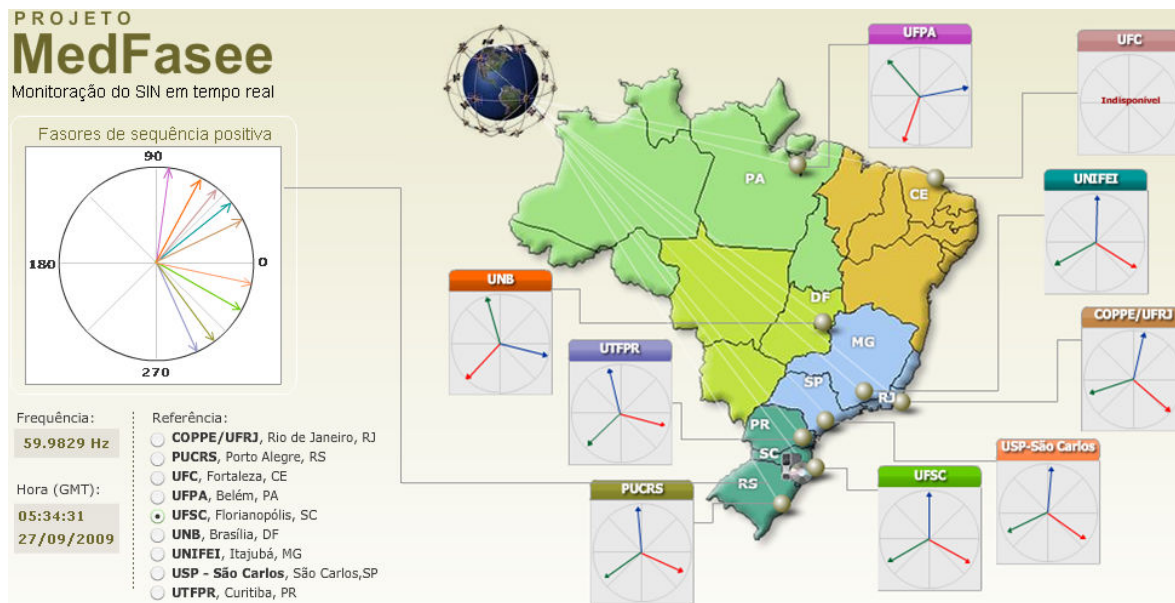 PROJETO
MedFasee
Monitoração do SIN em tempo real
Fasores de sequência positiva
90
180
0
270
Frequência:
59.9829 Hz
Hora (GMT):
05:34:31
27/09/2009
Referência:
COPPE/UFRJ, Rio de Janeiro, RJ
PUCRS, Porto Alegre, RS
UFC, Fortaleza, CE
UFPA, Belém, PA
UFSC, Florianopólis, SC
UNB, Brasília, DF
UNIFEI, Itajubá, MG
USP - São Carlos, São Carlos,SP
UTFPR, Curitiba, PR
UFPA
UFC
Indisponível
UNIFEI
COPPE/UFRJ
USP-São Carlos
UFSC
PUCRS
UTFPR
UNB
PA
CE
DF
MG
SP
RJ
PR
SC
RS